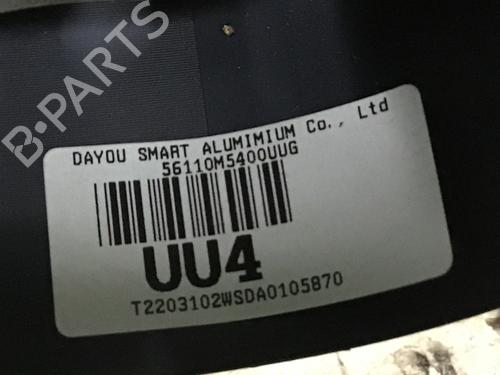 B-PARTS
DAYOU SMART ALUMIMIUM Co., Ltd
56110M5400UUG
UU4
T2203102WSDA0105870